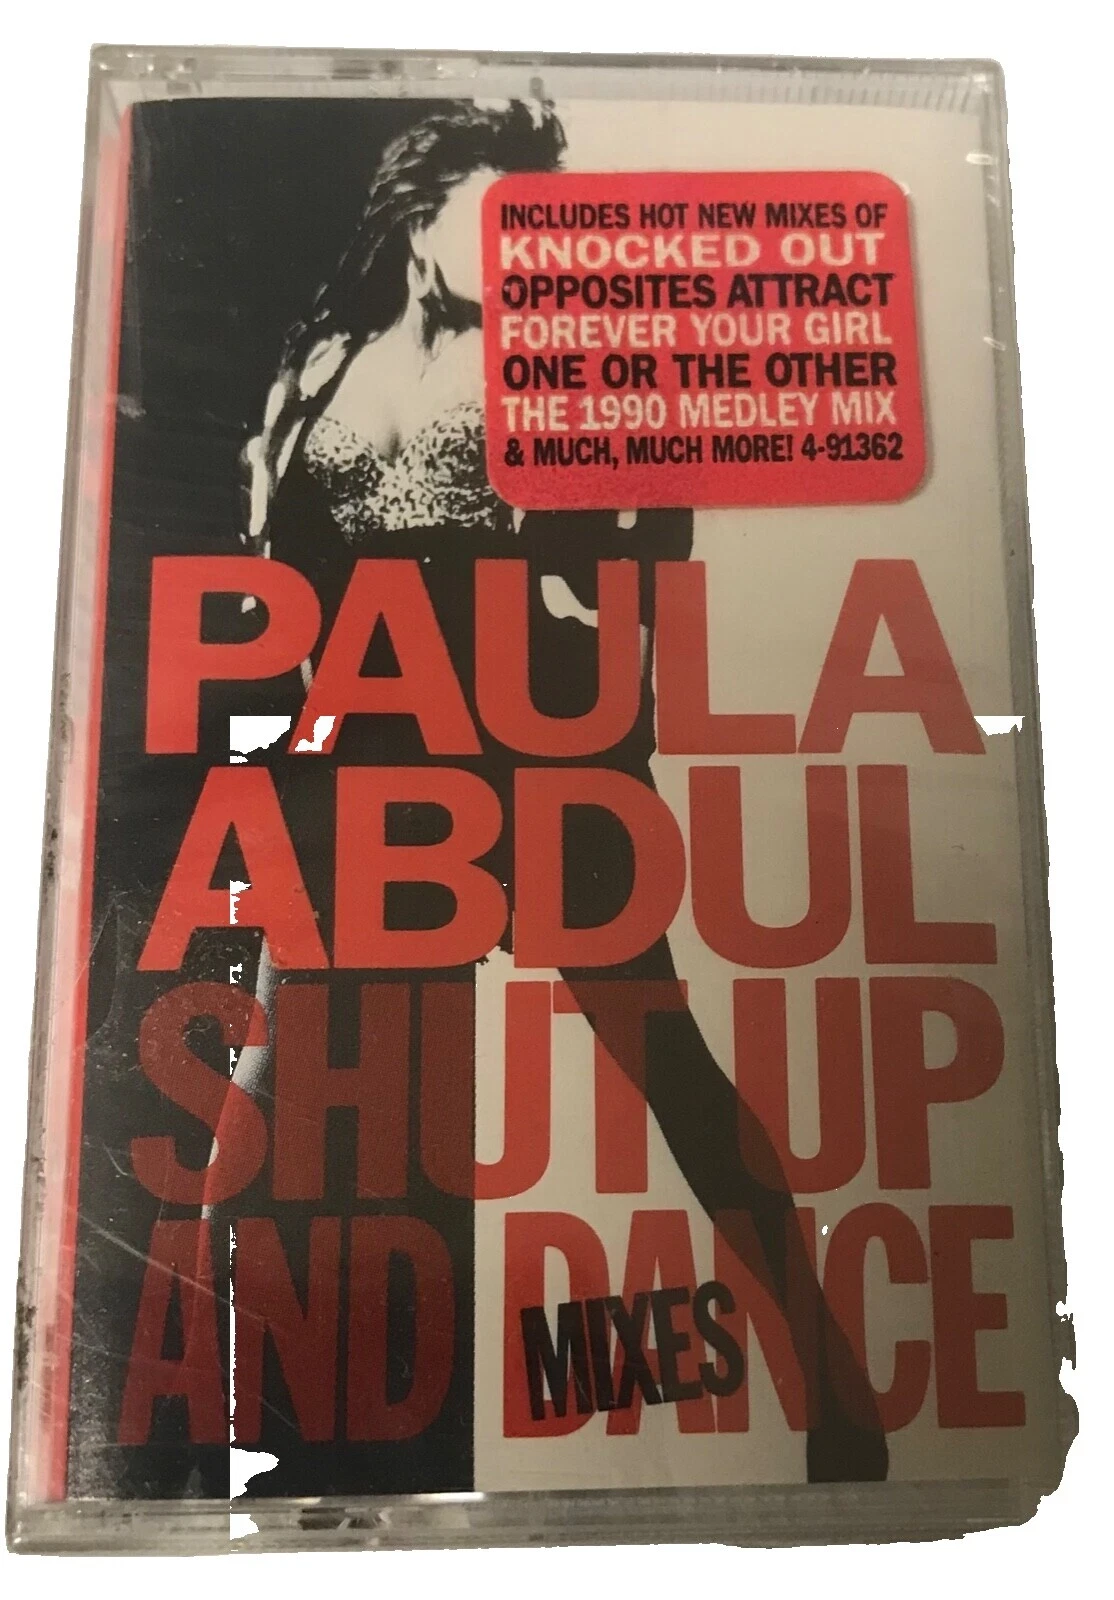 INCLUDES HOT NEW MIXES OF
KNOCKED OUT
OPPOSITES ATTRACT
FOREVER YOUR GIRL
ONE OR THE OTHER
THE 1990 MEDLEY MIX
& MUCH, MUCH MORE! 4-91362
PAULA
ABDUL
SHUT UP
AND DANCE
MIXES